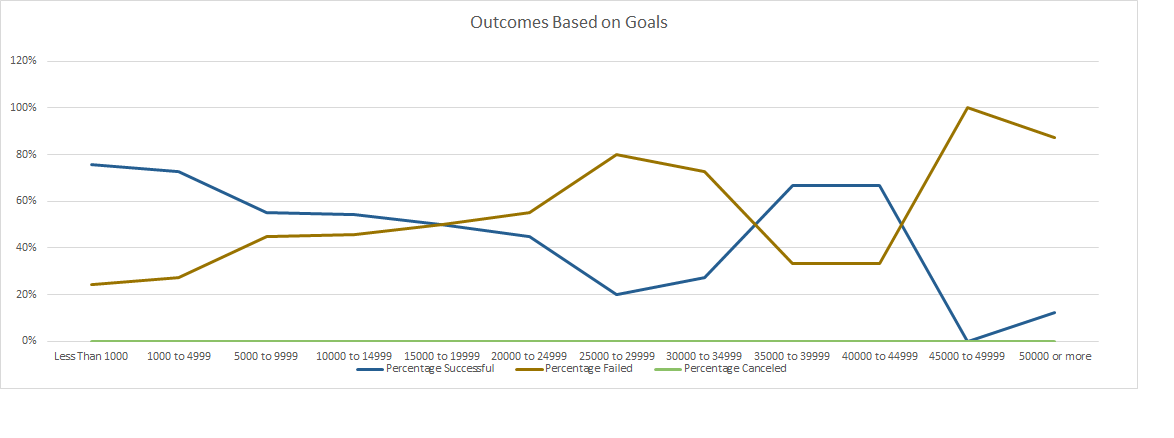 Outcomes Based on Goals
120%
100%
80%
60%
40%
20%
0%
Less Than 1000 1000 to 4999 5000 to 9999 10000 to 14999 15000 to 19999 20000 to 24999 25000 to 29999 30000 to 34999 35000 to 39999 40000 to 44999 45000 to 49999 50000 or more
Percentage Successful Percentage Failed Percentage Canceled